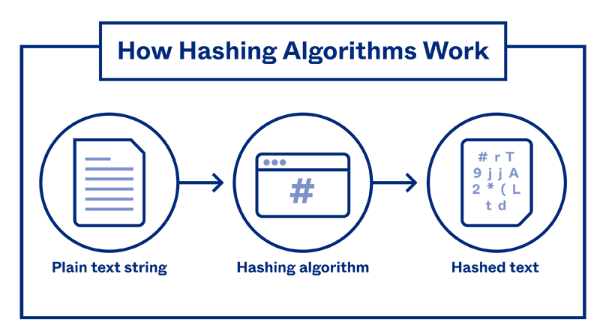 How Hashing Algorithms Work
#
# r T
9 j j A
2 * ( L
t d
Plain text string
Hashing algorithm
Hashed text